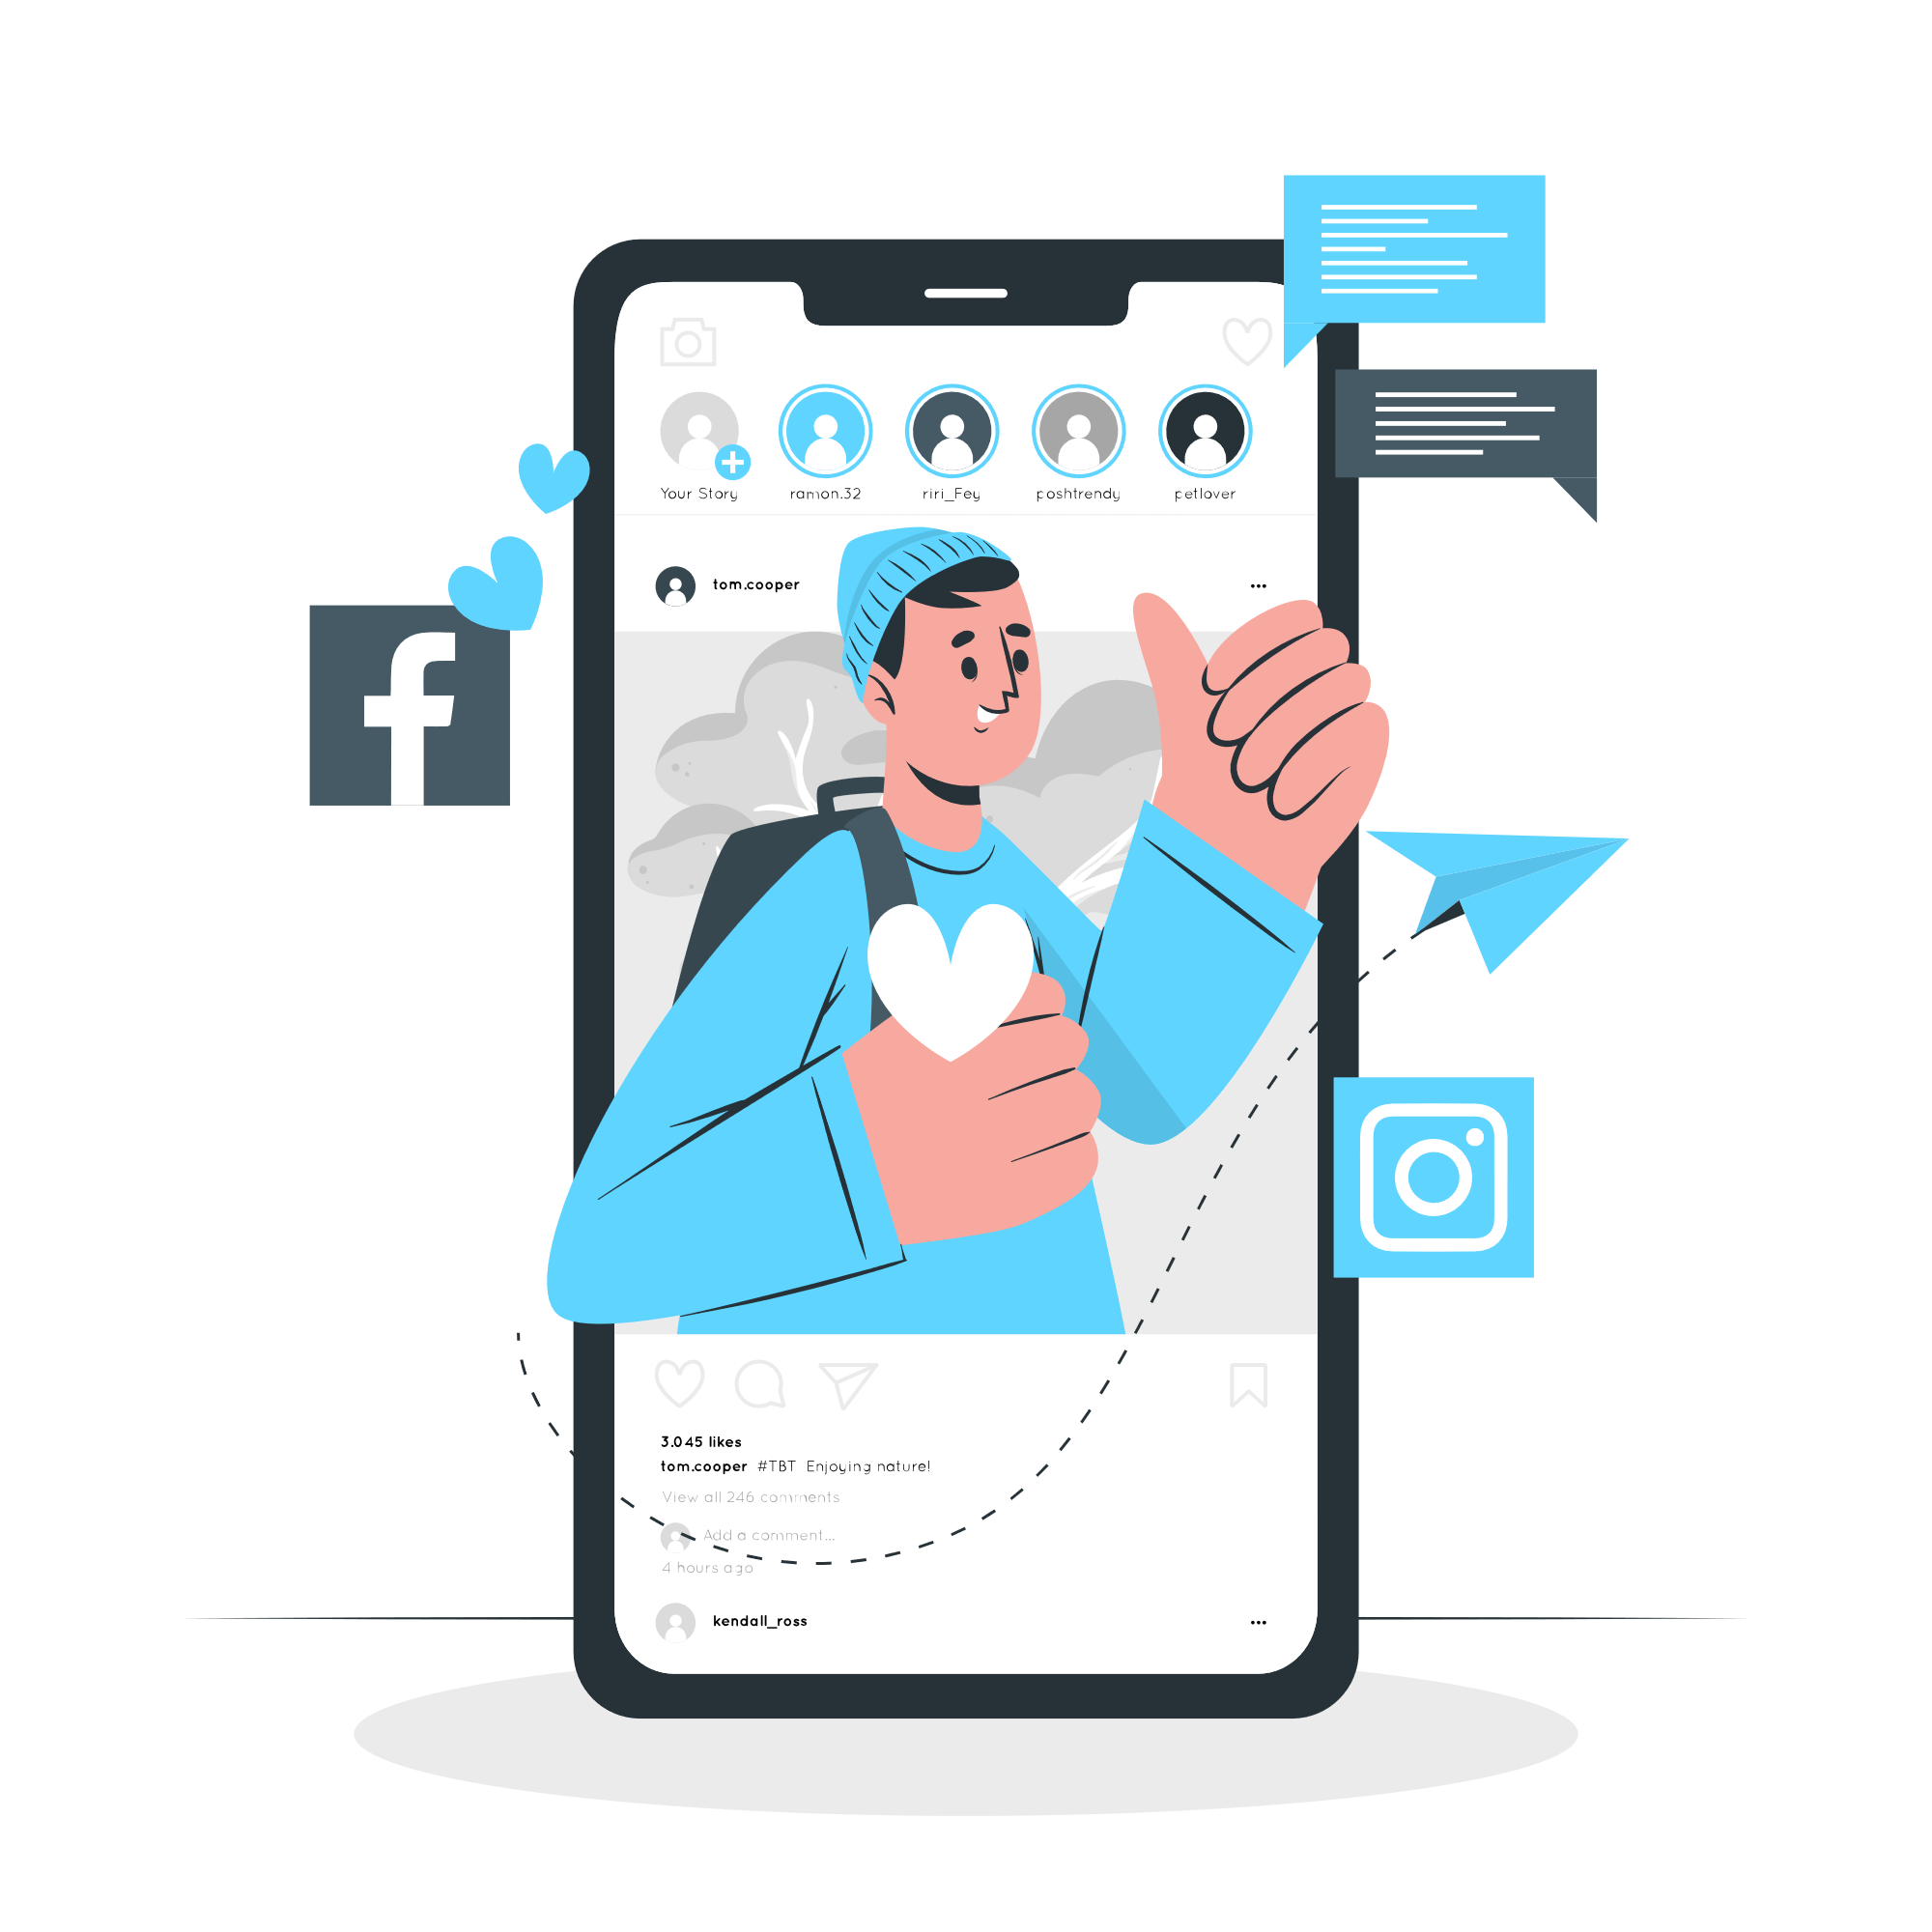 Your Story ramon.32 riri_Fey poshtrendy petlover
tom.cooper ...
3.045 likes
tom.cooper #TBT Enjoying nature!
View all 246 comments
Add a comment...
4 hours ago
kendall_ross ...